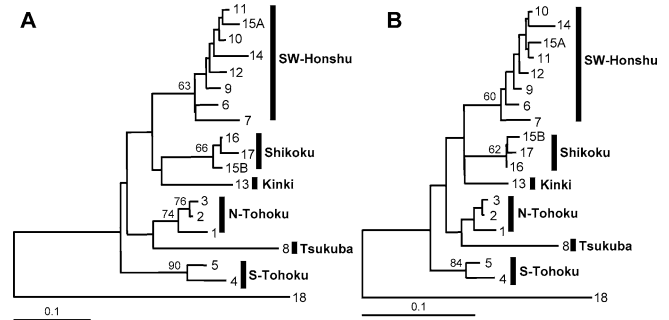 A
11
15A
10
14
SW-Honshu
12
63
9
6
7
16
66
17
Shikoku
15B
13
Kinki
76
3
74
2
N-Tohoku
1
8
Tsukuba
90
5
S-Tohoku
4
18
0.1
B
10
14
15A
11
SW-Honshu
12
9
60
6
7
15B
62
17
Shikoku
16
13
Kinki
3
2
N-Tohoku
1
8
Tsukuba
84
5
S-Tohoku
4
18
0.1